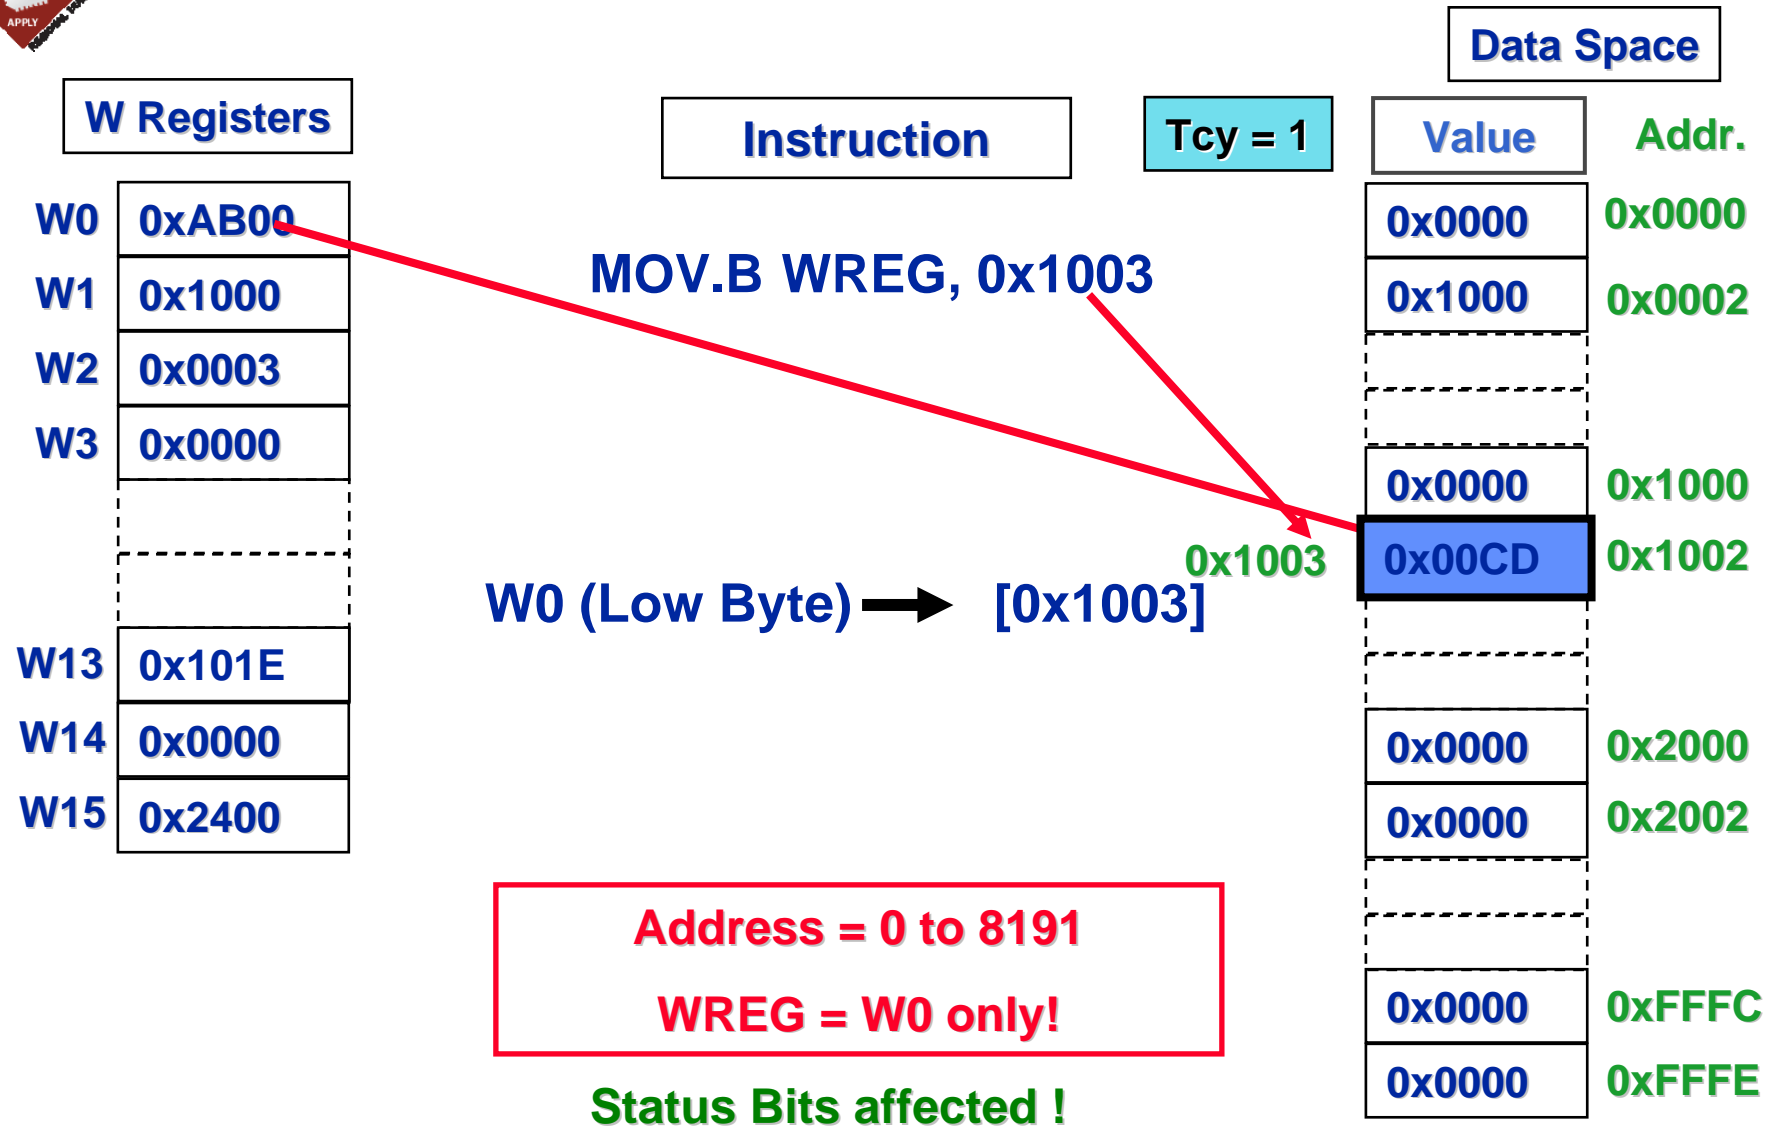 APPLY
Data Space
W Registers
Instruction
Tcy = 1
Value
Addr.
W0 0xAB00
0x0000 0x0000
MOV.B WREG, 0x1003
W1 0x1000
0x1000 0x0002
W2 0x0003
W3 0x0000
0x0000 0x1000
0x1003 0x00CD 0x1002
W0 (Low Byte) [0x1003]
W13 0x101E
W14 0x0000
0x0000 0x2000
W15 0x2400
0x0000 0x2002
Address = 0 to 8191
WREG = W0 only!
0x0000 0xFFFC
0x0000 0xFFFE
Status Bits affected !